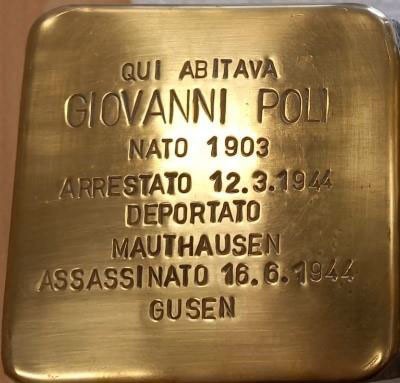 QUI ABITAVA
GIOVANNI POLI
NATO 1903
ARRESTATO 12.3.1944
DEPORTATO
MAUTHAUSEN
ASSASSINATO 16.6.1944
GUSEN